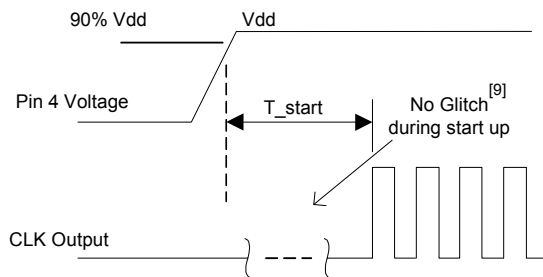 90% Vdd
Vdd
Pin 4 Voltage
T_start
No Glitch[9]
during start up
CLK Output